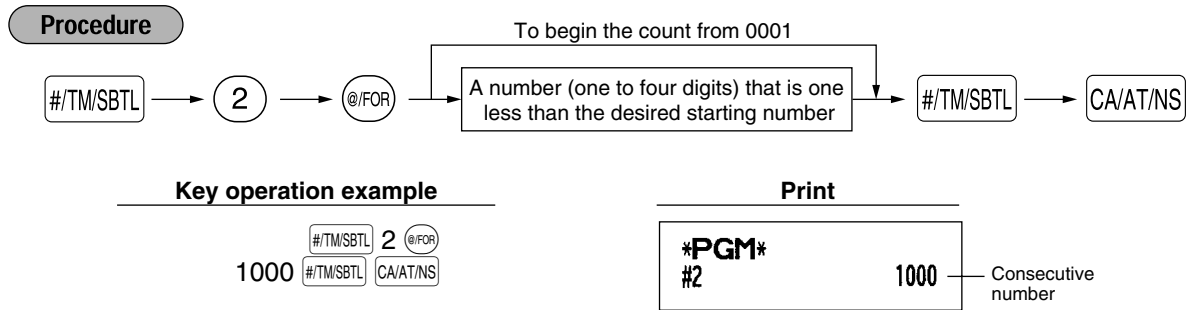 Procedure
To begin the count from 0001
#/TM/SBTL 2 @/FOR A number (one to four digits) that is one
less than the desired starting number #/TM/SBTL CA/AT/NS
Key operation example
#/TM/SBTL 2 @/FOR
1000 #/TM/SBTL CA/AT/NS
Print
*PGM*
#2 1000
Consecutive
number